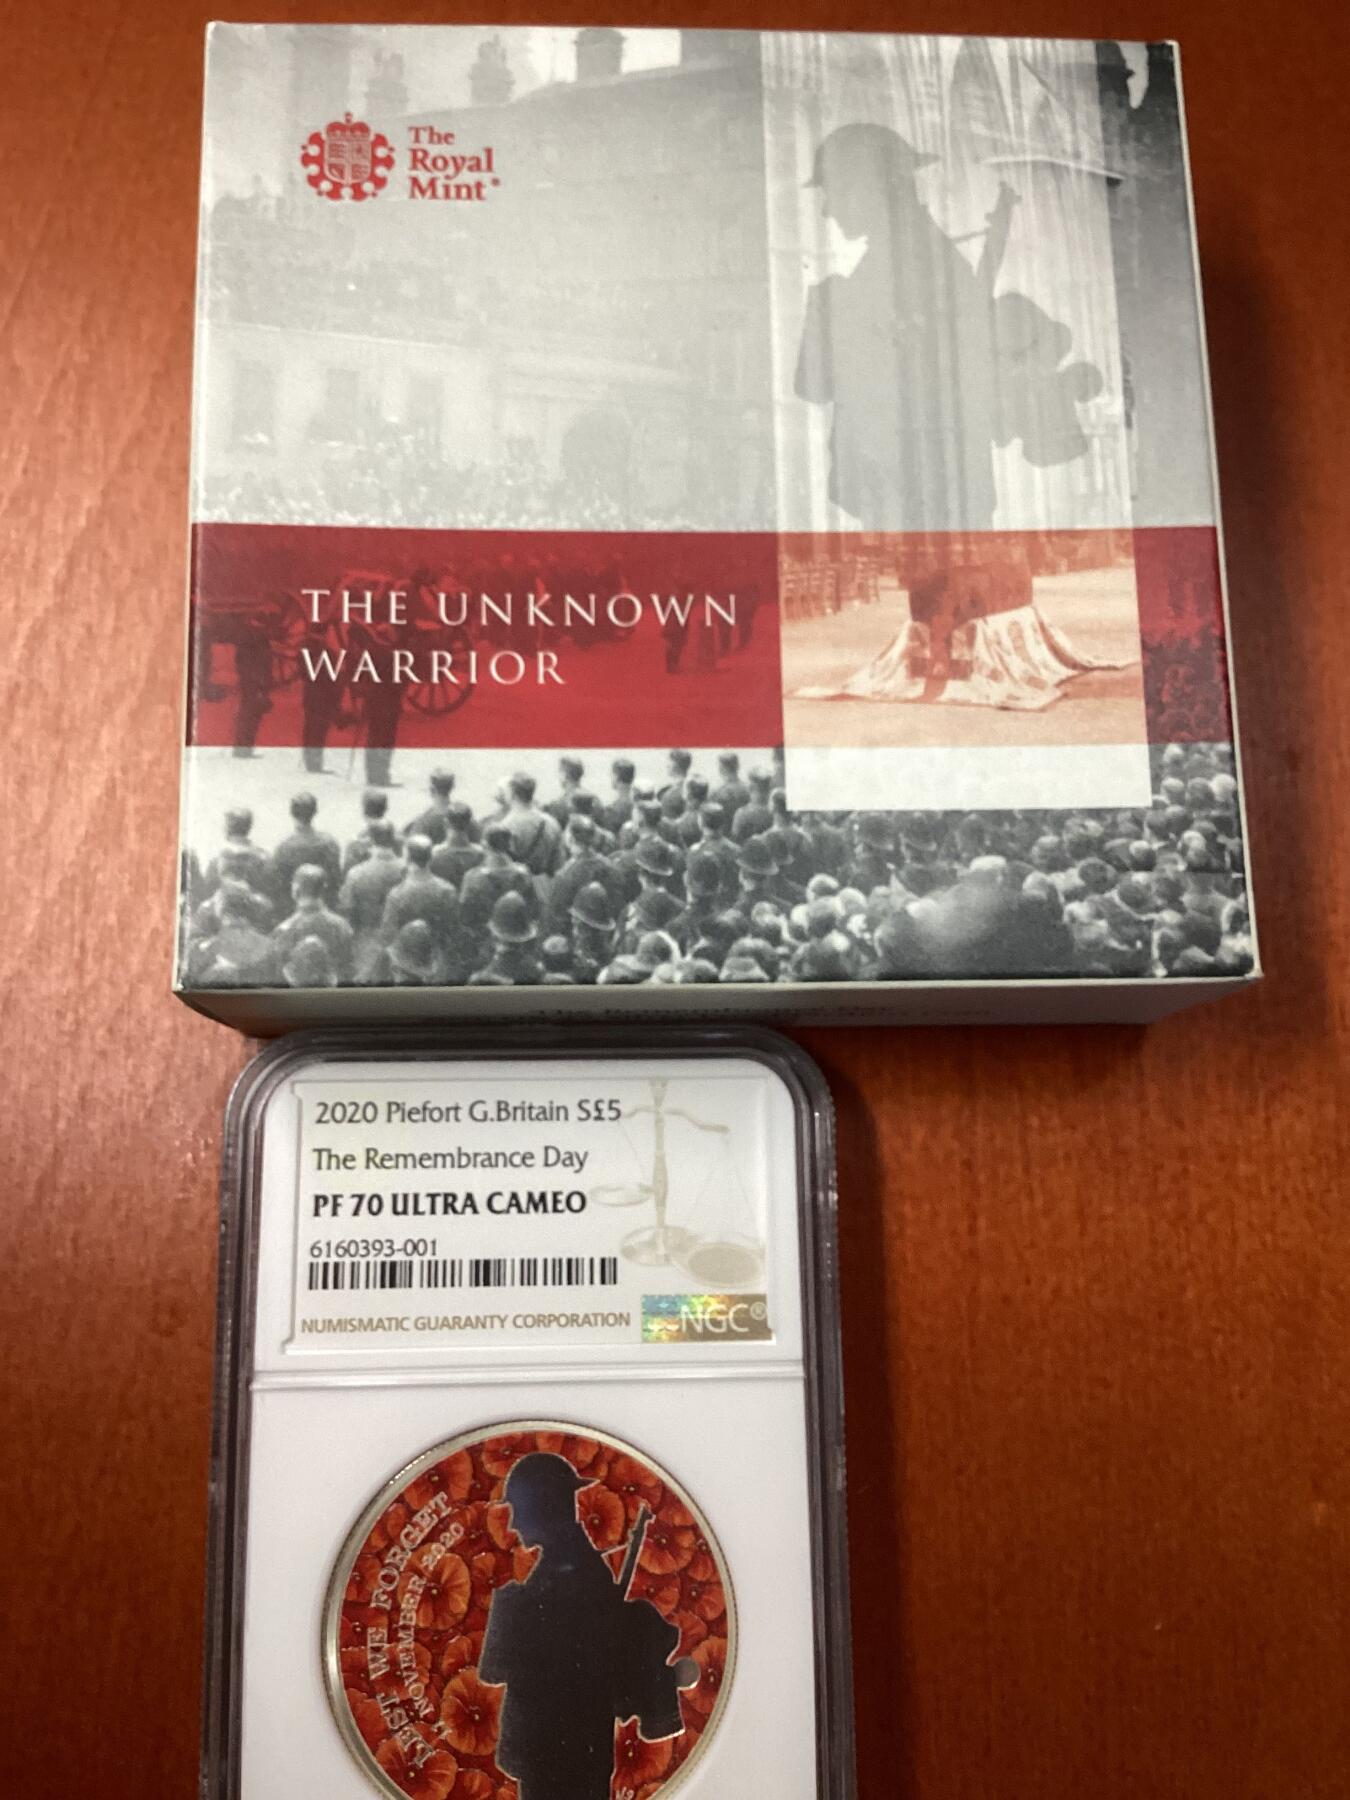 The
Royal
Mint®
THE UNKNOWN
WARRIOR
2020 Piefort G.Britain S£5
The Remembrance Day
PF 70 ULTRA CAMEO
6160393-001
NUMISMATIC GUARANTY CORPORATION
NGC®
LEST WE FORGET
11 NOVEMBER 2020